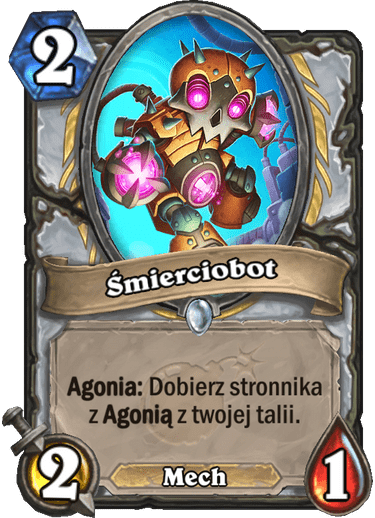 2
Śmierciobot
Agonia: Dobierz stronnika
z Agonią z twojej talii.
2
Mech
1